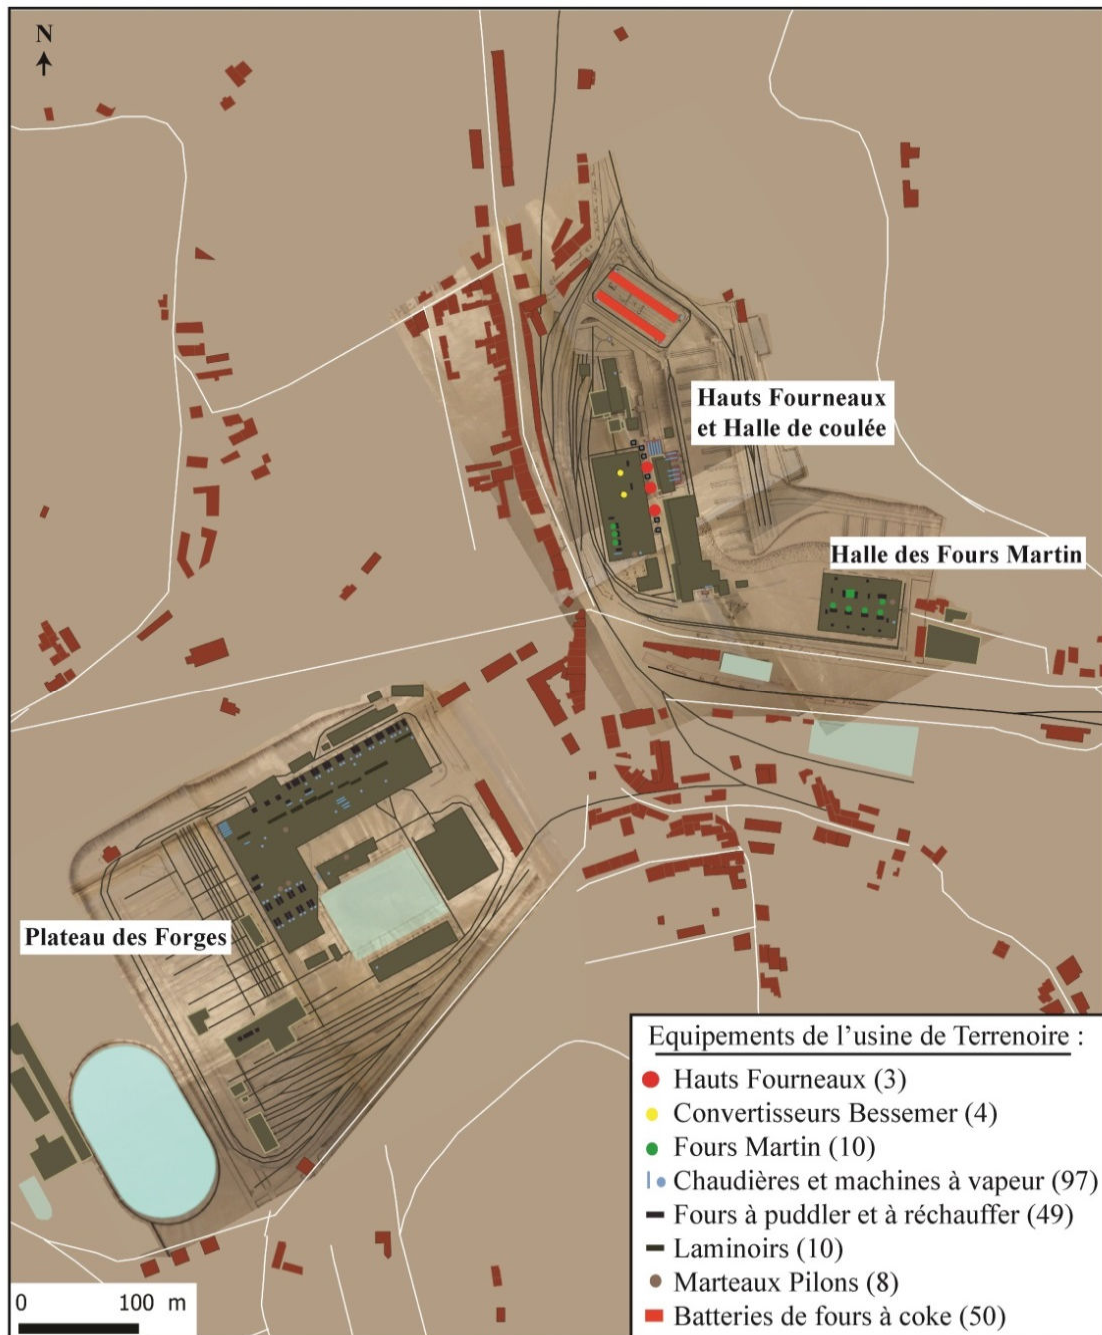 N
Hauts Fourneaux
et Halle de coulée
Halle des Fours Martin
Plateau des Forges
Equipements de l’usine de Terrenoire :
Hauts Fourneaux (3)
Convertisseurs Bessemer (4)
Fours Martin (10)
Chaudières et machines à vapeur (97)
Fours à puddler et à réchauffer (49)
Laminoirs (10)
Marteaux Pilons (8)
Batteries de fours à coke (50)
0 100 m